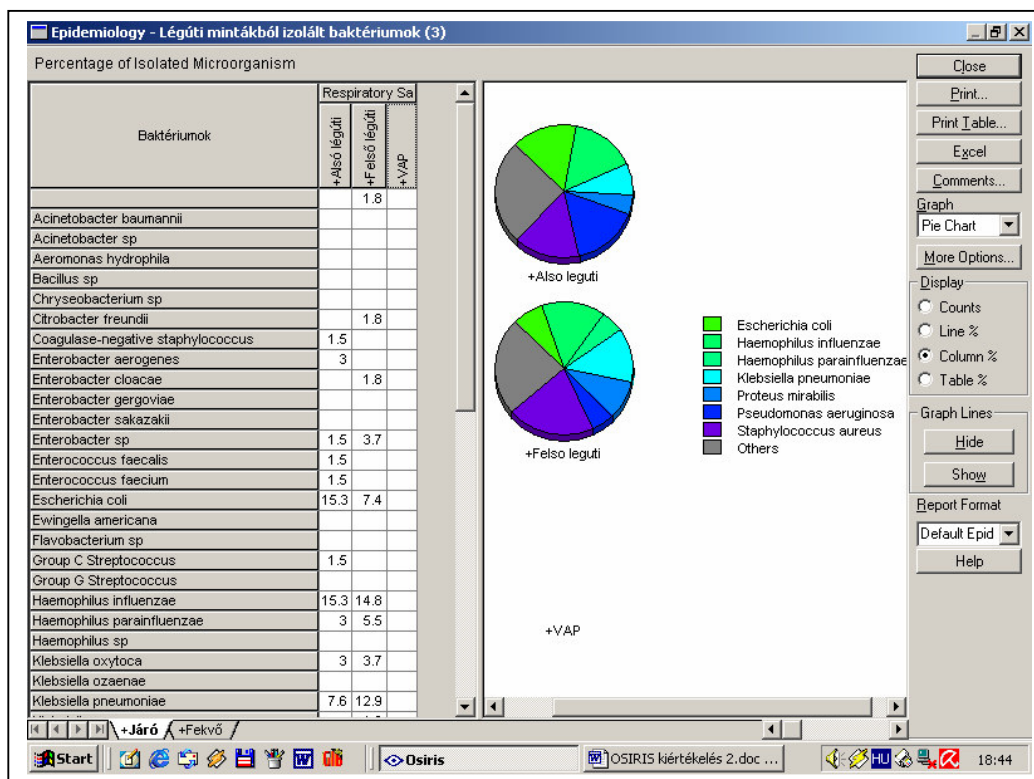 Epidemiology - Légúti mintákból izolált baktériumok (3)
Percentage of Isolated Microorganism
Baktériumok
Respiratory Sa
+Alsó légúti
+Felső légúti
+VAP
1.8
Acinetobacter baumannii
Acinetobacter sp
Aeromonas hydrophila
Bacillus sp
Chryseobacterium sp
Citrobacter freundii 1.8
Coagulase-negative staphylococcus 1.5
Enterobacter aerogenes 3
Enterobacter cloacae 1.8
Enterobacter gergoviae
Enterobacter sakazakii
Enterobacter sp 1.5 3.7
Enterococcus faecalis 1.5
Enterococcus faecium 1.5
Escherichia coli 15.3 7.4
Ewingella americana
Flavobacterium sp
Group C Streptococcus 1.5
Group G Streptococcus
Haemophilus influenzae 15.3 14.8
Haemophilus parainfluenzae 3 5.5
Haemophilus sp
Klebsiella oxytoca 3 3.7
Klebsiella ozaenae
Klebsiella pneumoniae 7.6 12.9
+Járó
+Fekvő
+Also leguti
+Felso leguti
+VAP
Escherichia coli
Haemophilus influenzae
Haemophilus parainfluenzae
Klebsiella pneumoniae
Proteus mirabilis
Pseudomonas aeruginosa
Staphylococcus aureus
Others
Close
Print...
Print Table...
Excel
Comments...
Graph
Pie Chart
More Options...
Display
Counts
Line %
Column %
Table %
Graph Lines
Hide
Show
Report Format
Default Epid
Help
Start
Osiris
OSIRIS kiértékelés 2.doc ...
HU
18:44